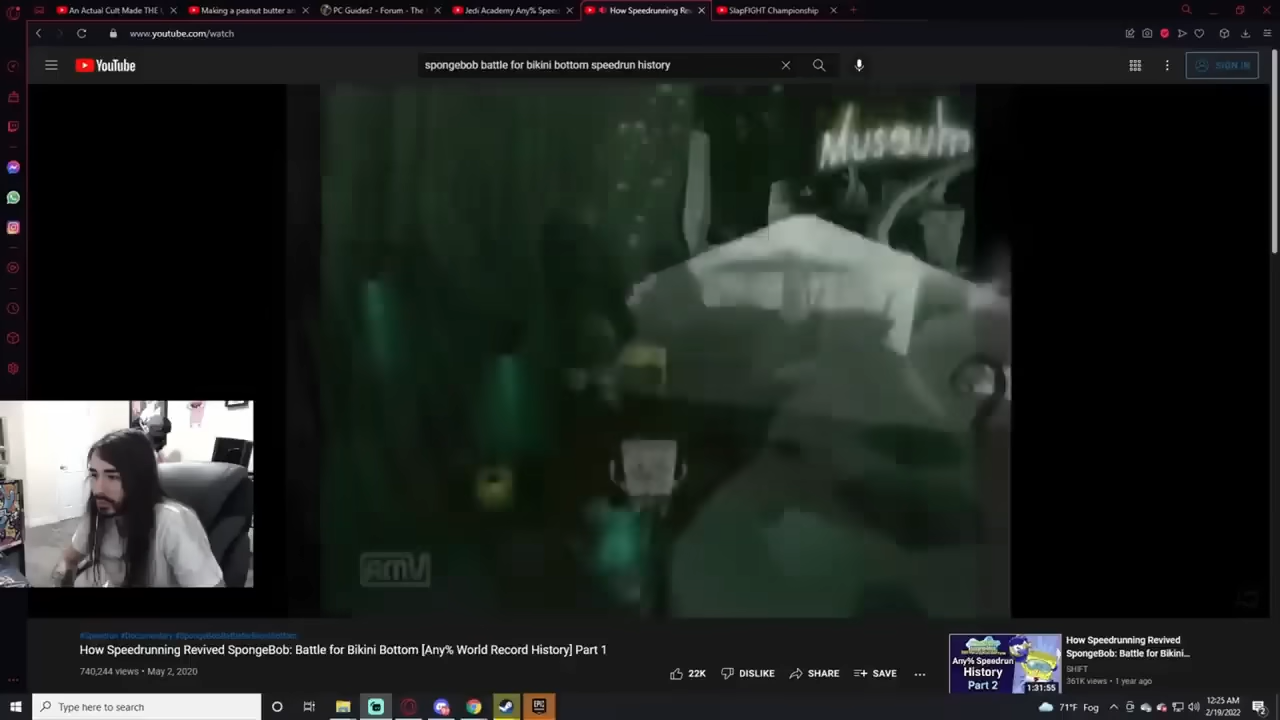 An Actual Cult Made THE
Making a peanut butter an
PC Guides? - Forum - The
Jedi Academy Any% Spee
How Speedrunning Re
SlapFIGHT Championship
www.youtube.com/watch
YouTube
spongebob battle for bikini bottom speedrun history
SIGN IN
Museum
AMV
#Speedrun #Documentary
How Speedrunning Revived SpongeBob: Battle for Bikini Bottom [Any% World Record History] Part 1
740,244 views • May 2, 2020
22K
DISLIKE
SHARE
SAVE
Any% Speedrun
History
Part 2
1:31:55
How Speedrunning Revived
SpongeBob: Battle for Bikini...
SHIFT
361K views • 1 year ago
Type here to search
EPIC
71°F Fog
12:25 AM
2/19/2022